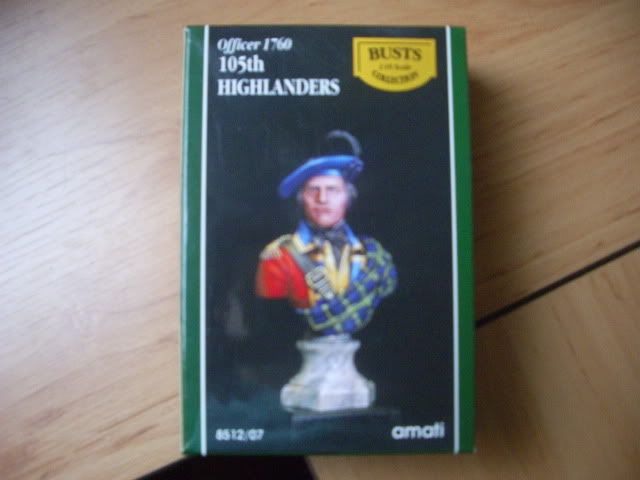 Officer 1760
105th
HIGHLANDERS
BUSTS
COLLECTION
8512/07
amati